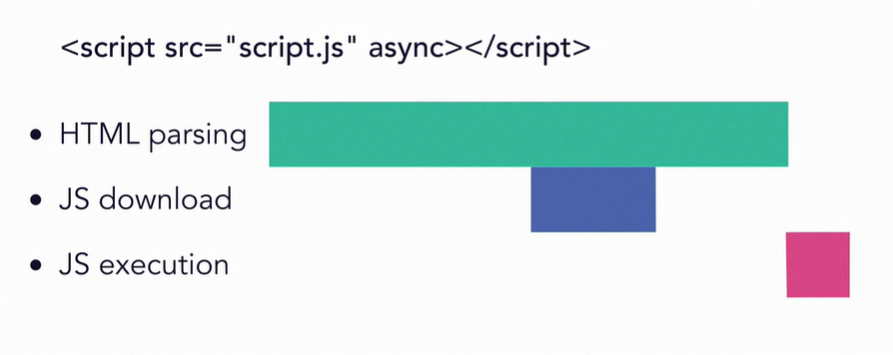 <script src="script.js" async></script>
• HTML parsing
• JS download
• JS execution